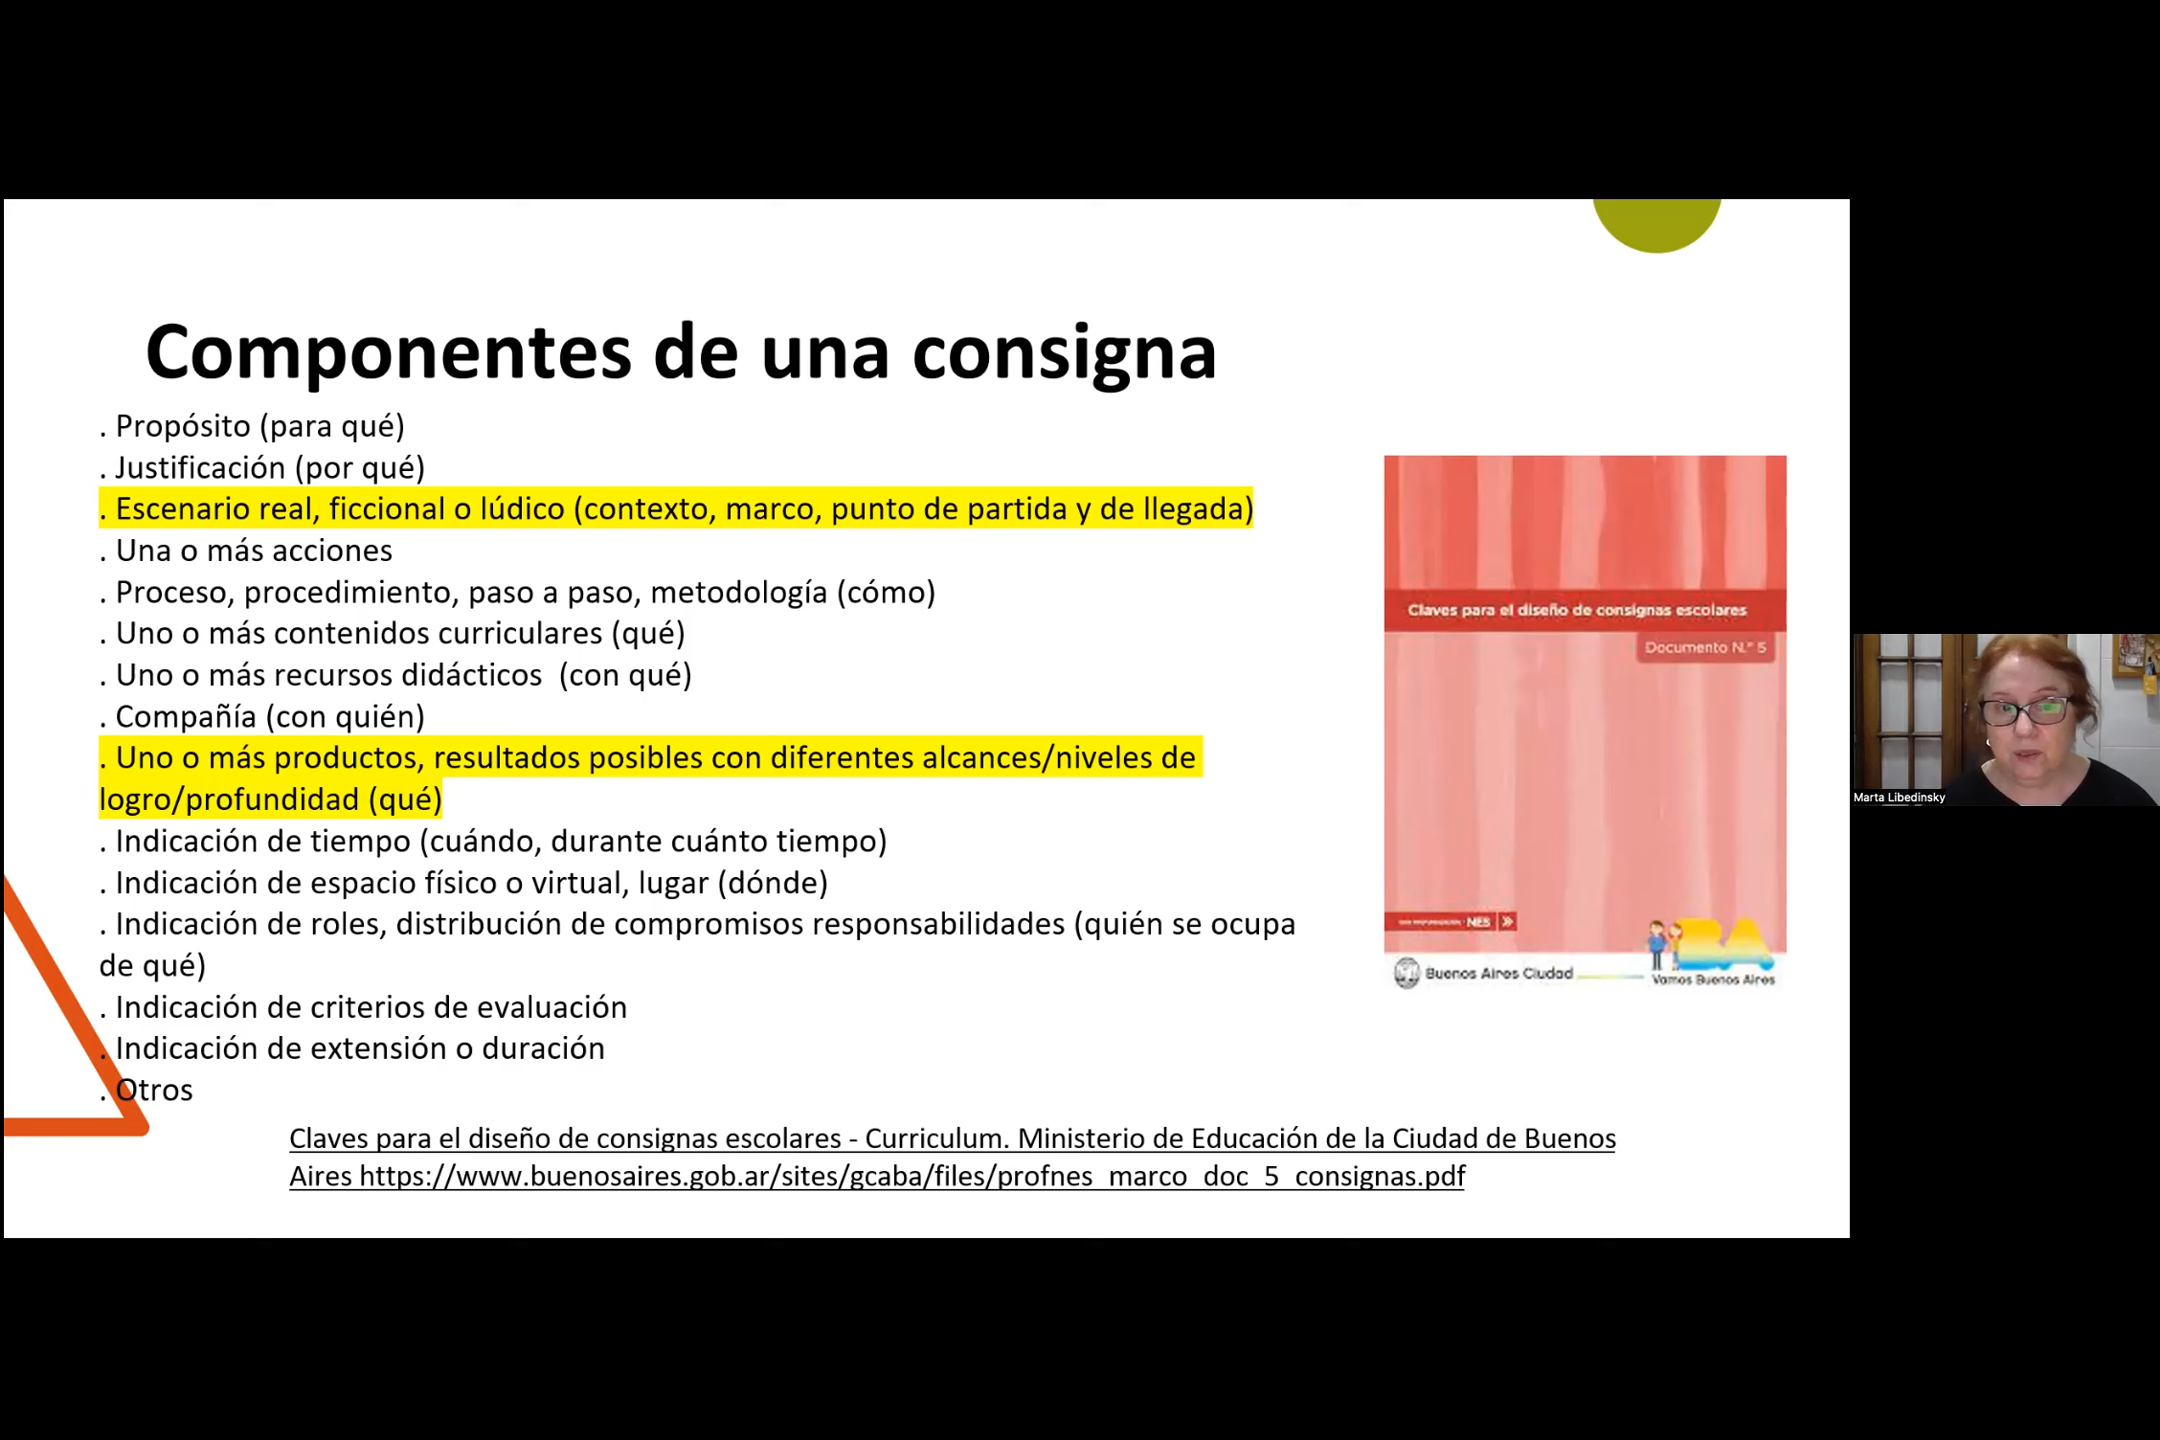 Componentes de una consigna
. Propósito (para qué)
. Justificación (por qué)
. Escenario real, ficcional o lúdico (contexto, marco, punto de partida y de llegada)
. Una o más acciones
. Proceso, procedimiento, paso a paso, metodología (cómo)
. Uno o más contenidos curriculares (qué)
. Uno o más recursos didácticos  (con qué)
. Compañía (con quién)
. Uno o más productos, resultados posibles con diferentes alcances/niveles de
logro/profundidad (qué)
. Indicación de tiempo (cuándo, durante cuánto tiempo)
. Indicación de espacio físico o virtual, lugar (dónde)
. Indicación de roles, distribución de compromisos responsabilidades (quién se ocupa
de qué)
. Indicación de criterios de evaluación
. Indicación de extensión o duración
. Otros
Claves para el diseño de consignas escolares - Curriculum. Ministerio de Educación de la Ciudad de Buenos
Aires https://www.buenosaires.gob.ar/sites/gcaba/files/profnes_marco_doc_5_consignas.pdf
Claves para el diseño de consignas escolares
Documento N.° 5
NES
BA
Buenos Aires Ciudad
Vamos Buenos Aires
Marta Libedinsky